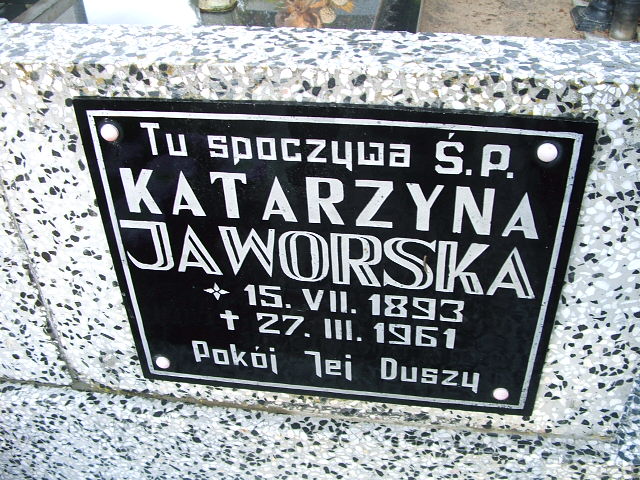 Tu spoczywa Ś.P.
KATARZYNA
JAWORSKA
15. VII. 1893
† 27. III. 1961
Pokój Jej Duszy